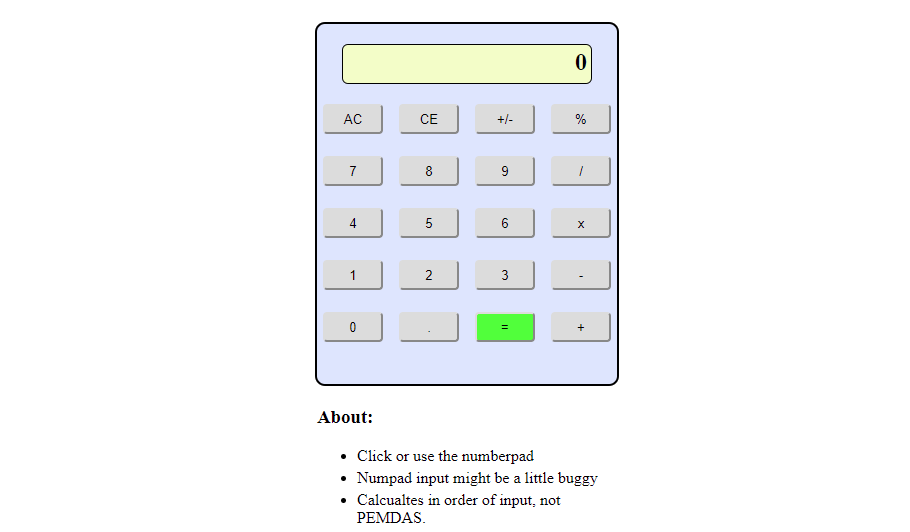 0
AC CE +/- %
7 8 9 /
4 5 6 x
1 2 3 -
0 . = +
About:
• Click or use the numberpad
• Numpad input might be a little buggy
• Calcualtes in order of input, not
PEMDAS.